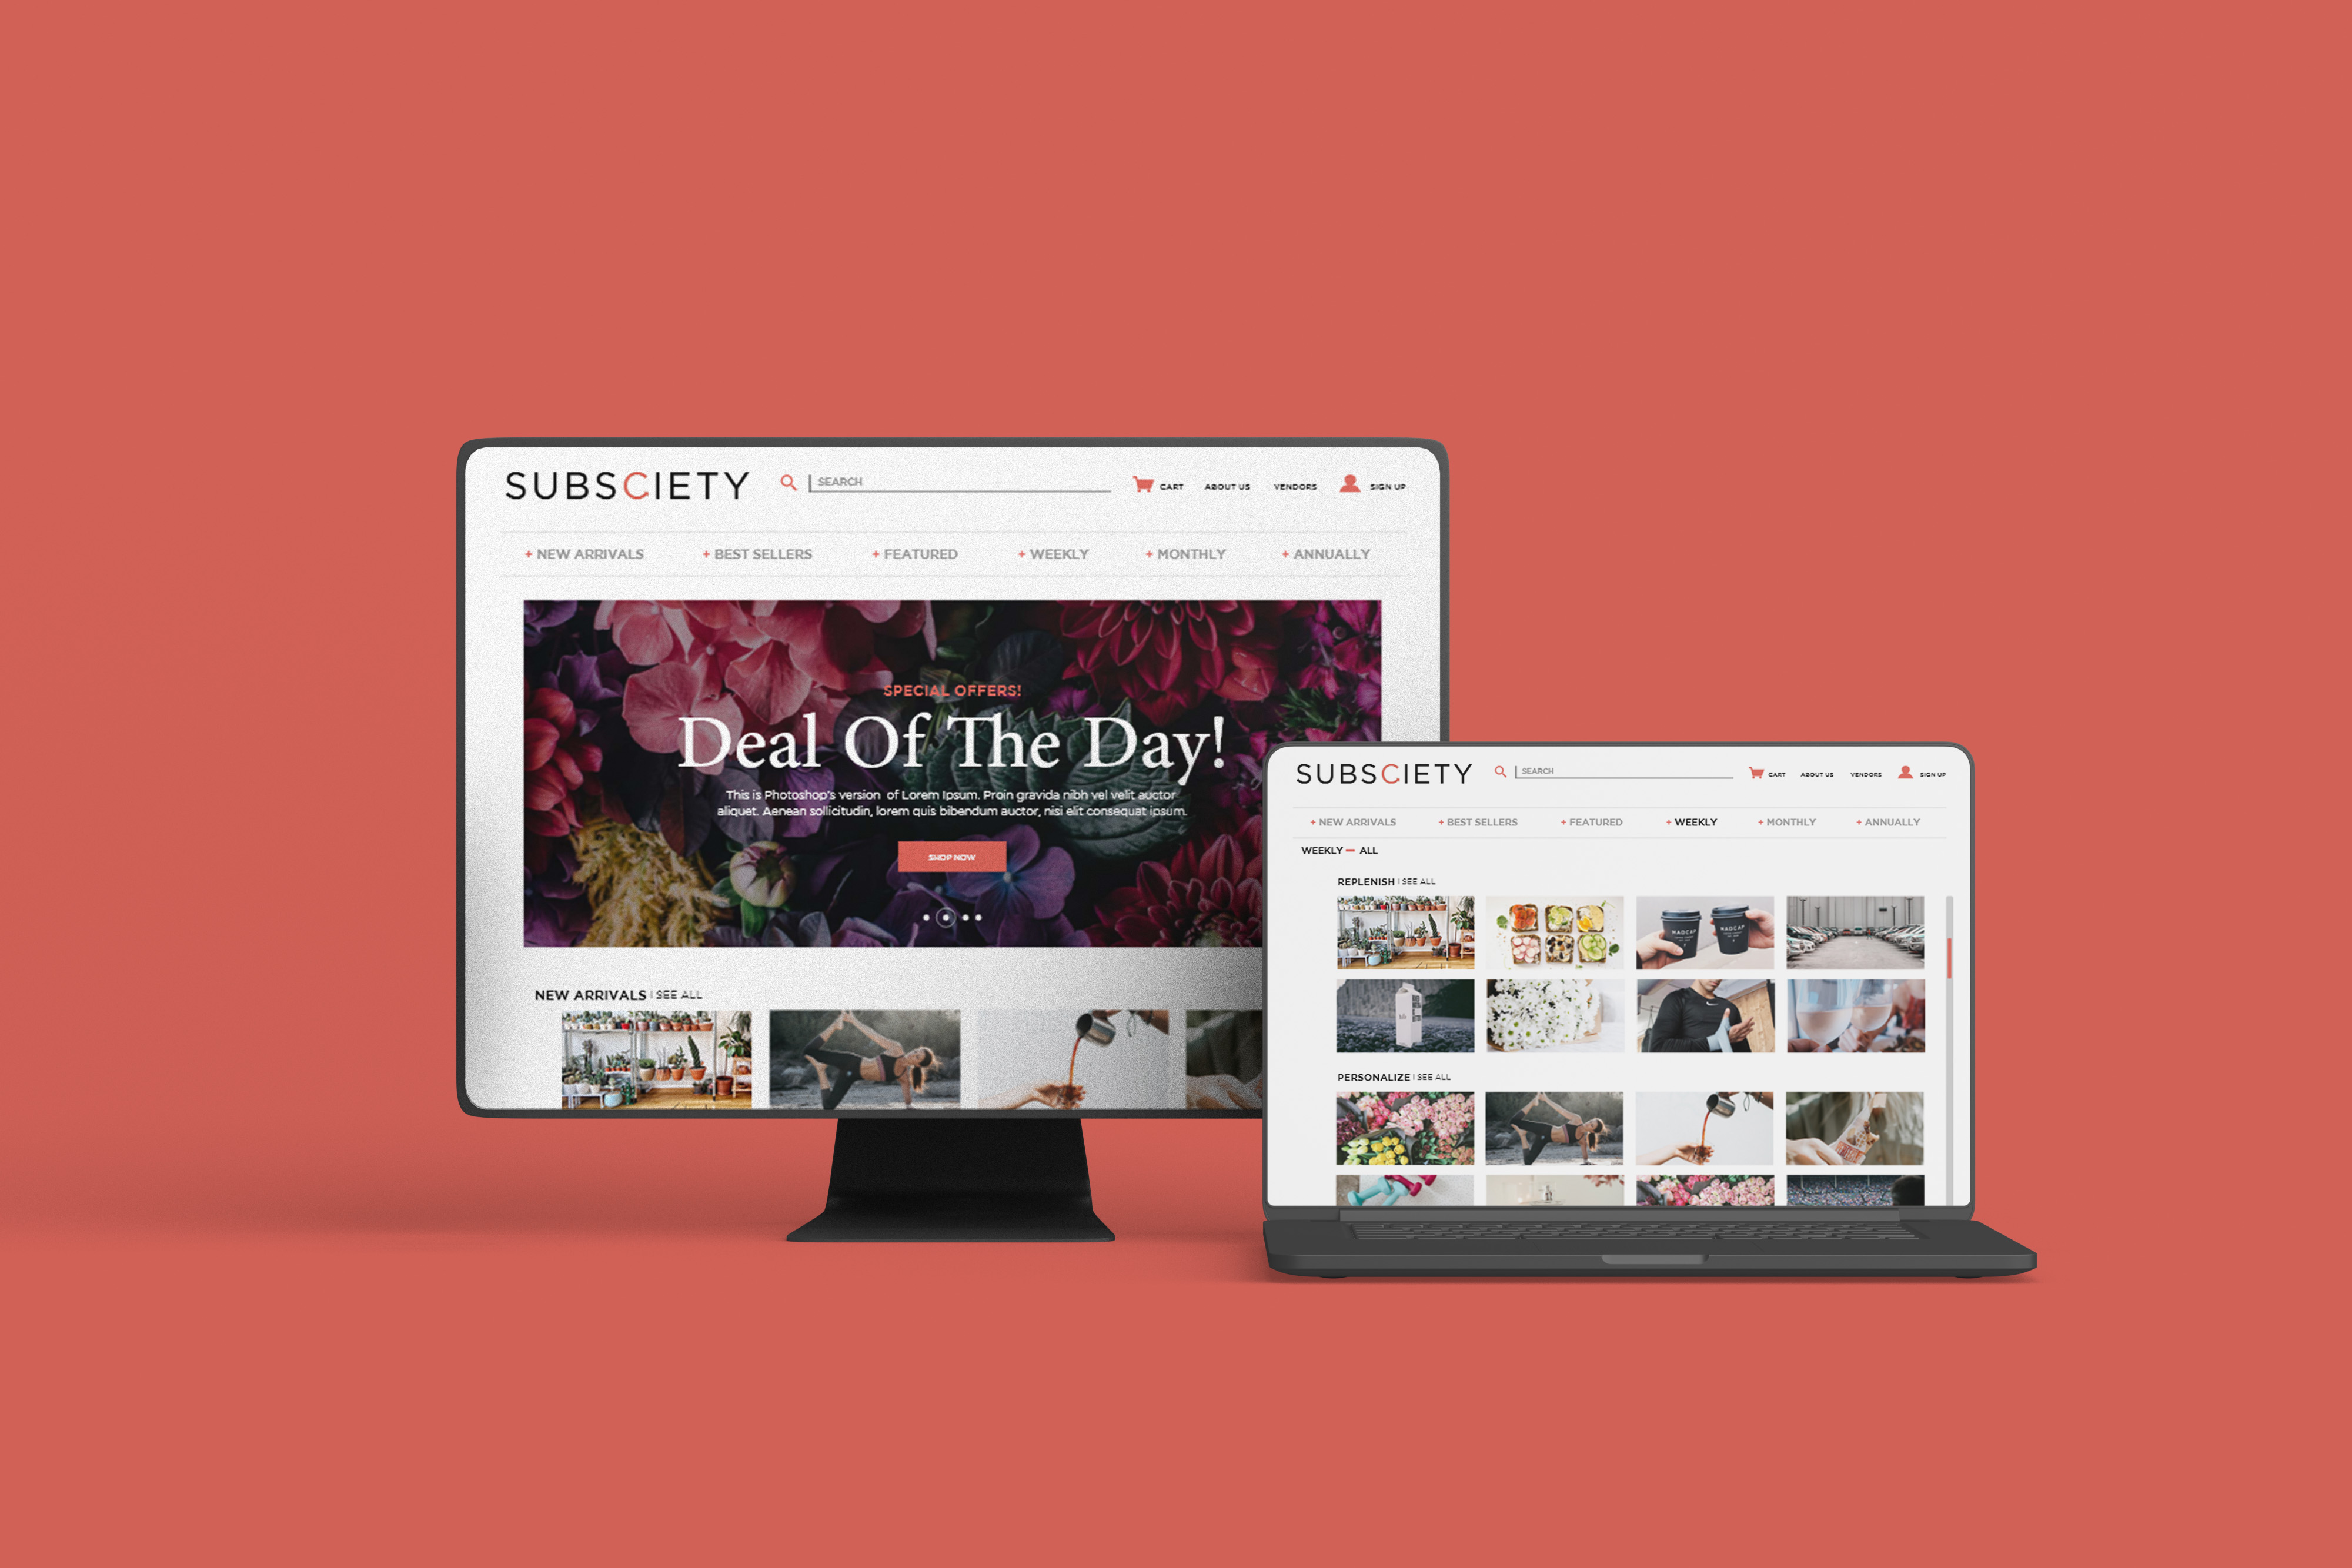 SUBSCIETY SEARCH CART ABOUT US VENDORS SIGN UP
+ NEW ARRIVALS + BEST SELLERS + FEATURED + WEEKLY + MONTHLY + ANNUALLY
SPECIAL OFFERS!
Deal Of The Day!
This is Photoshop's version of Lorem Ipsum. Proin gravida nibh vel velit auctor
aliquet. Aenean sollicitudin, lorem quis bibendum auctor, nisi elit consequat ipsum.
SHOP NOW
NEW ARRIVALS | SEE ALL
SUBSCIETY SEARCH CART ABOUT US VENDORS SIGN UP
+ NEW ARRIVALS + BEST SELLERS + FEATURED + WEEKLY + MONTHLY + ANNUALLY
WEEKLY — ALL
REPLENISH | SEE ALL
MADCAP MADCAP
PERSONALIZE | SEE ALL